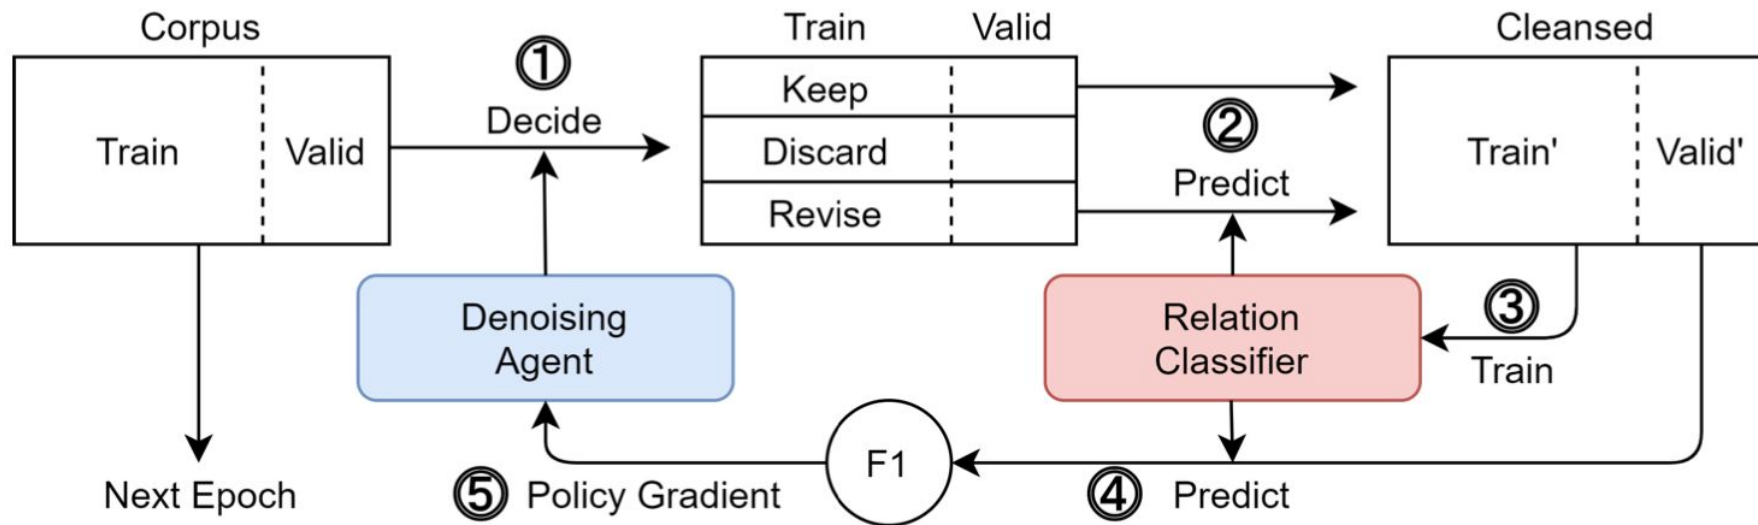 Corpus
Train
Valid
①
Decide
Train
Valid
Keep
Discard
Revise
②
Predict
Cleansed
Train'
Valid'
Denoising
Agent
Relation
Classifier
③
Train
F1
Next Epoch
⑤ Policy Gradient
④ Predict